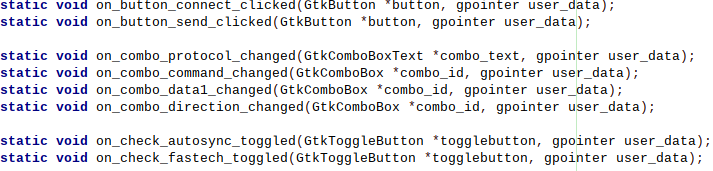 static void on_button_connect_clicked(GtkButton *button, gpointer user_data);
static void on_button_send_clicked(GtkButton *button, gpointer user_data);
static void on_combo_protocol_changed(GtkComboBoxText *combo_text, gpointer user_data);
static void on_combo_command_changed(GtkComboBox *combo_id, gpointer user_data);
static void on_combo_data1_changed(GtkComboBox *combo_id, gpointer user_data);
static void on_combo_direction_changed(GtkComboBox *combo_id, gpointer user_data);
static void on_check_autosync_toggled(GtkToggleButton *togglebutton, gpointer user_data);
static void on_check_fastech_toggled(GtkToggleButton *togglebutton, gpointer user_data);